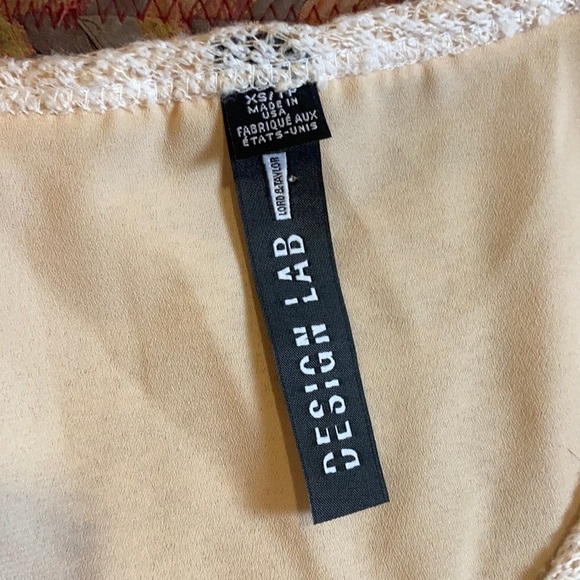 XS/TP
MADE IN
USA
FABRIQUÉ AUX
ÉTATS-UNIS
LORD & TAYLOR
DESIGN LAB